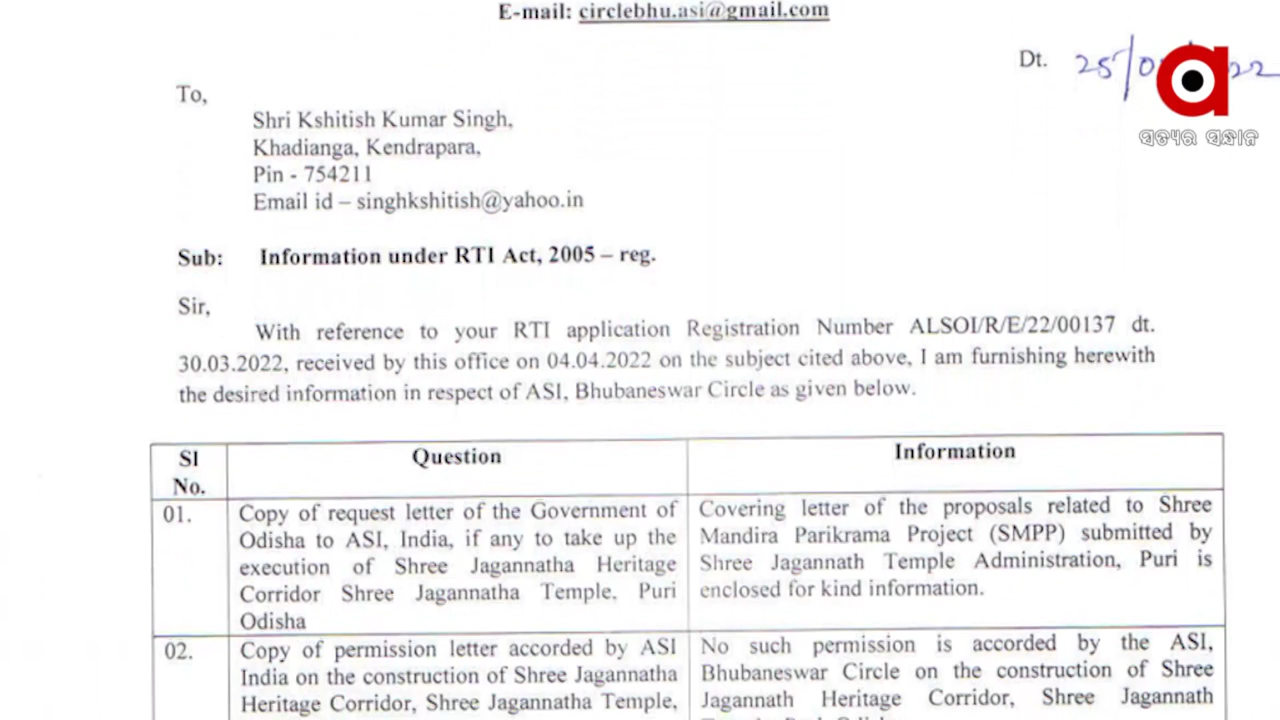 E-mail: circlebhu.asi@gmail.com
Dt. 25/0 22
ସତ୍ୟର ସନ୍ଧାନ
To,
Shri Kshitish Kumar Singh,
Khadianga, Kendrapara,
Pin - 754211
Email id – singhkshitish@yahoo.in
Sub: Information under RTI Act, 2005 – reg.
Sir,
With reference to your RTI application Registration Number ALSOI/R/E/22/00137 dt.
30.03.2022, received by this office on 04.04.2022 on the subject cited above, I am furnishing herewith
the desired information in respect of ASI, Bhubaneswar Circle as given below.
Sl
No.
Question
Information
01.
Copy of request letter of the Government of
Odisha to ASI, India, if any to take up the
execution of Shree Jagannatha Heritage
Corridor Shree Jagannatha Temple, Puri
Odisha
Covering letter of the proposals related to Shree
Mandira Parikrama Project (SMPP) submitted by
Shree Jagannath Temple Administration, Puri is
enclosed for kind information.
02.
Copy of permission letter accorded by ASI
India on the construction of Shree Jagannatha
Heritage Corridor, Shree Jagannatha Temple,
No such permission is accorded by the ASI,
Bhubaneswar Circle on the construction of Shree
Jagannath Heritage Corridor, Shree Jagannath